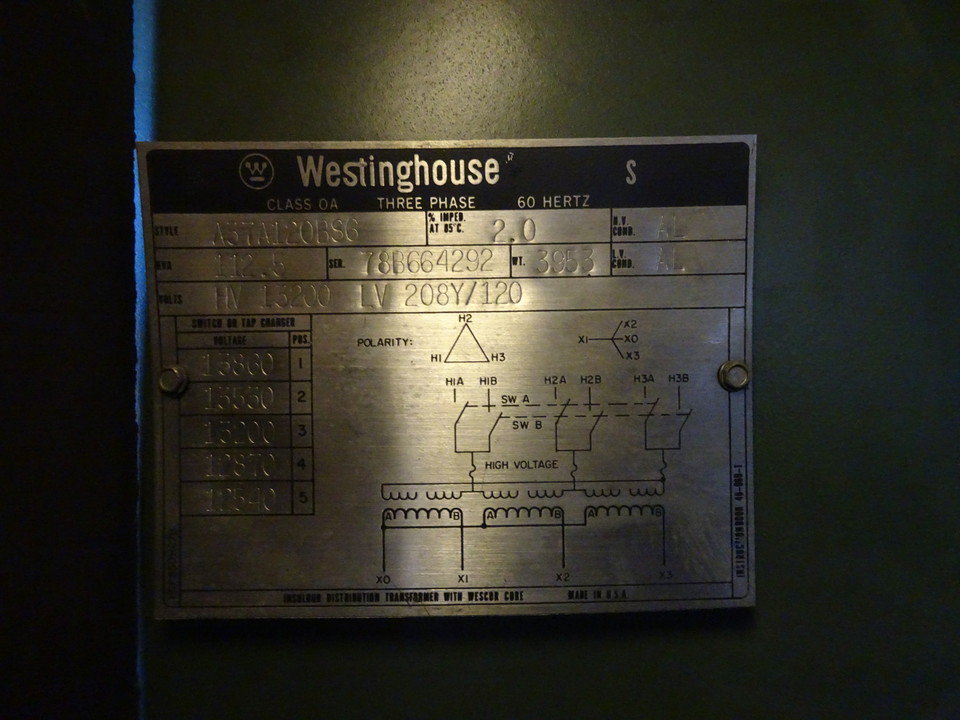 W Westinghouse S
CLASS OA THREE PHASE 60 HERTZ
STYLE % IMPED. AT 85°C. 2.0 H.V. COND. AL
KVA 112.5 SER. 78B664292 WT. 3953 L.V. COND. AL
VOLTS HV 13200 LV 208Y/120
SWITCH OR TAP CHANGER
VOLTAGE POS.
13860 1
13530 2
13200 3
12870 4
12540 5
POLARITY:
H2
H1 H3
X2
X1 X0
X3
H1A H1B H2A H2B H3A H3B
SW A
SW B
HIGH VOLTAGE
A B A B A B
X0 X1 X2 X3
INSULDUR DISTRIBUTION TRANSFORMER WITH WESCOR CORE MADE IN U.S.A.
INSTRUCTION BOOK